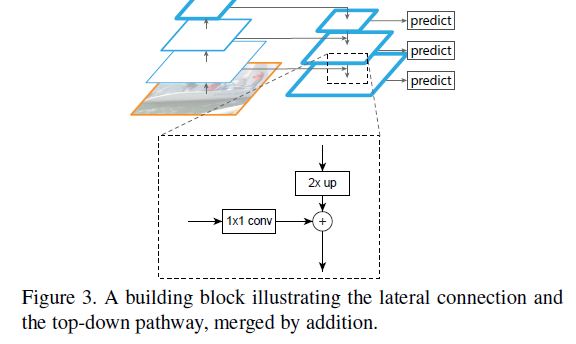 predict
predict
predict
2x up
1x1 conv
+
Figure 3. A building block illustrating the lateral connection and
the top-down pathway, merged by addition.